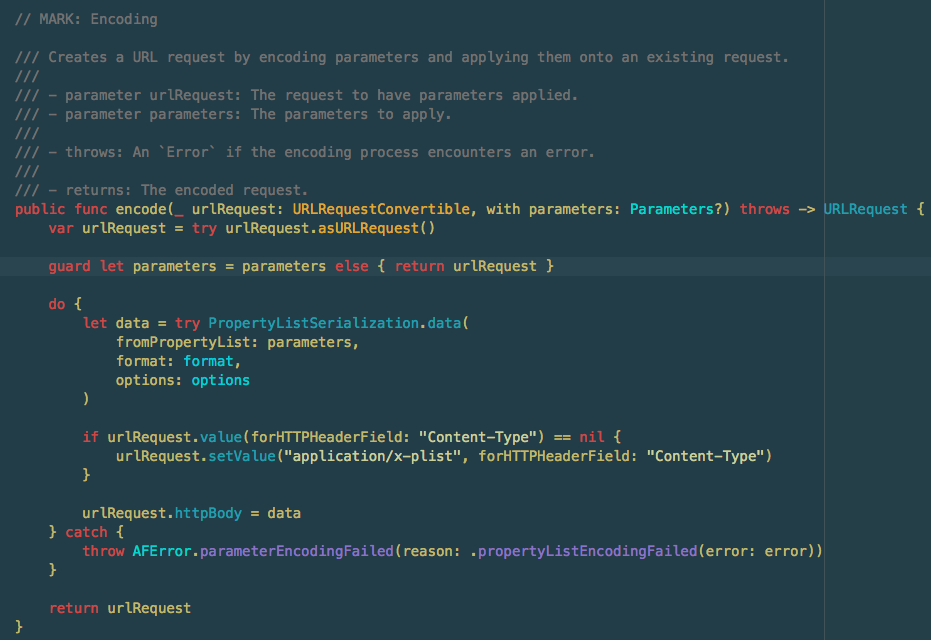 // MARK: Encoding
/// Creates a URL request by encoding parameters and applying them onto an existing request.
///
/// - parameter urlRequest: The request to have parameters applied.
/// - parameter parameters: The parameters to apply.
///
/// - throws: An `Error` if the encoding process encounters an error.
///
/// - returns: The encoded request.
public func encode(_ urlRequest: URLRequestConvertible, with parameters: Parameters?) throws -> URLRequest {
    var urlRequest = try urlRequest.asURLRequest()
    guard let parameters = parameters else { return urlRequest }
    do {
        let data = try PropertyListSerialization.data(
            fromPropertyList: parameters,
            format: format,
            options: options
        )
        if urlRequest.value(forHTTPHeaderField: "Content-Type") == nil {
            urlRequest.setValue("application/x-plist", forHTTPHeaderField: "Content-Type")
        }
        urlRequest.httpBody = data
    } catch {
        throw AFError.parameterEncodingFailed(reason: .propertyListEncodingFailed(error: error))
    }
    return urlRequest
}